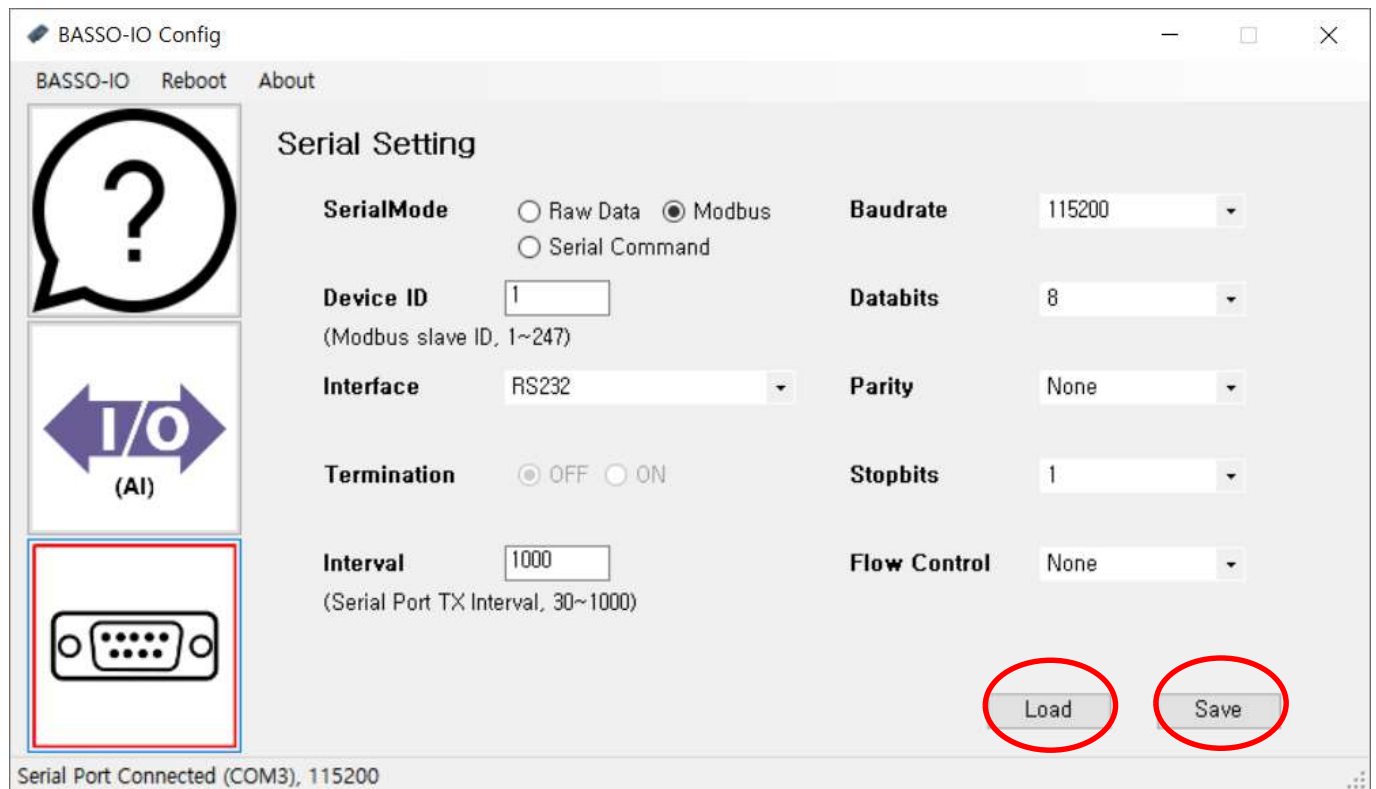 BASSO-IO Config
BASSO-IO Reboot About
?
Serial Setting
SerialMode Raw Data Modbus Baudrate 115200
Serial Command
Device ID 1 Databits 8
(Modbus slave ID, 1~247)
Interface RS232 Parity None
I/O
(AI)
Termination OFF ON Stopbits 1
Interval 1000 Flow Control None
(Serial Port TX Interval, 30~1000)
Load Save
Serial Port Connected (COM3), 115200